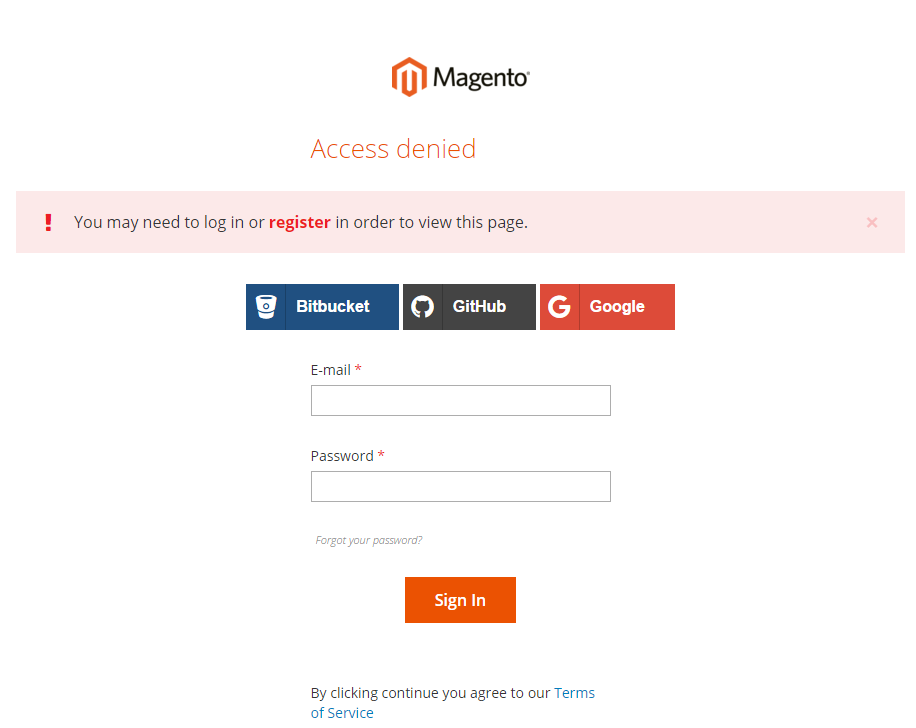 Magento
Access denied
! You may need to log in or register in order to view this page. ×
Bitbucket GitHub Google
E-mail *
Password *
Forgot your password?
Sign In
By clicking continue you agree to our Terms
of Service